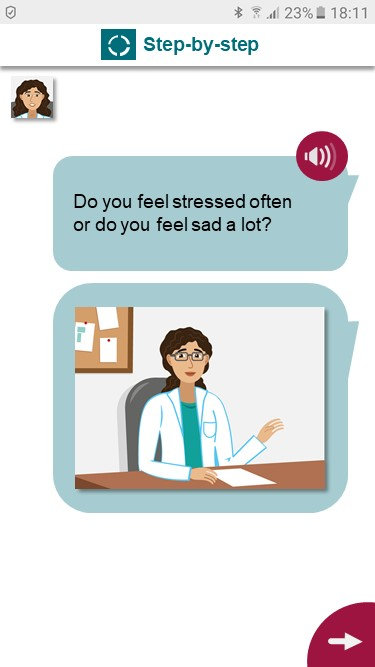 23% 18:11
Step-by-step
Do you feel stressed often
or do you feel sad a lot?